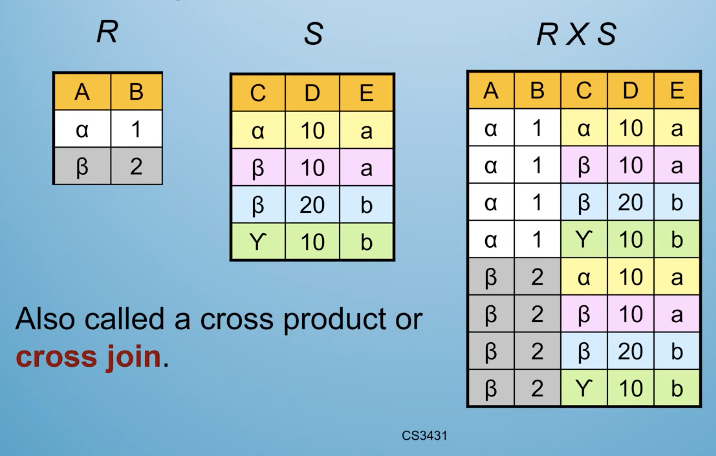 R
A B
α 1
β 2
S
C D E
α 10 a
β 10 a
β 20 b
ϒ 10 b
R X S
A B C D E
α 1 α 10 a
α 1 β 10 a
α 1 β 20 b
α 1 ϒ 10 b
β 2 α 10 a
β 2 β 10 a
β 2 β 20 b
β 2 ϒ 10 b
Also called a cross product or
cross join.
CS3431